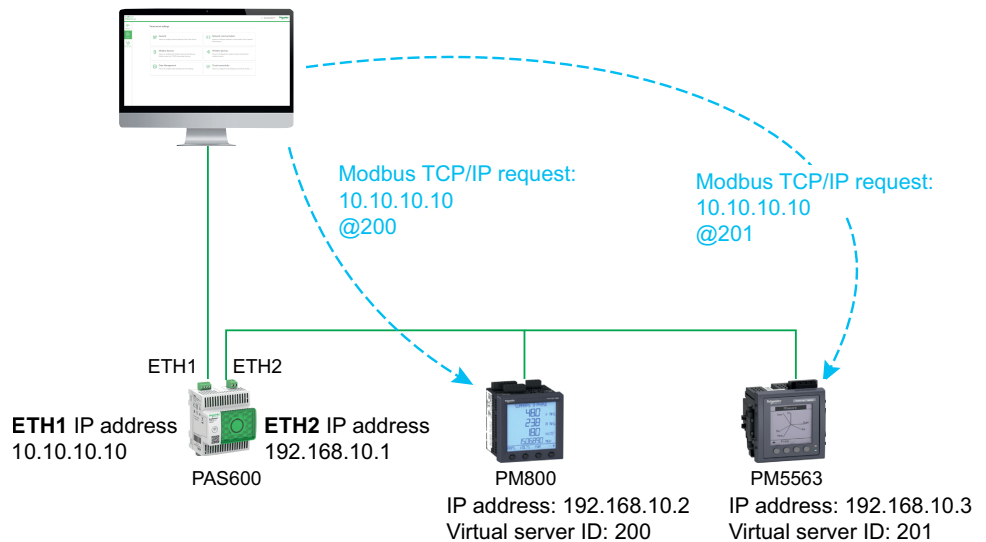 Modbus TCP/IP request:
10.10.10.10
@200
Modbus TCP/IP request:
10.10.10.10
@201
ETH1
ETH2
ETH1 IP address
10.10.10.10
ETH2 IP address
192.168.10.1
PAS600
PM800
IP address: 192.168.10.2
Virtual server ID: 200
PM5563
IP address: 192.168.10.3
Virtual server ID: 201